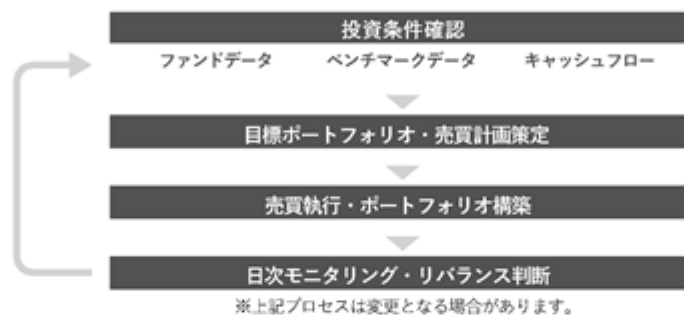 投資条件確認
ファンドデータ ベンチマークデータ キャッシュフロー
目標ポートフォリオ・売買計画策定
売買執行・ポートフォリオ構築
日次モニタリング・リバランス判断
※上記プロセスは変更となる場合があります。